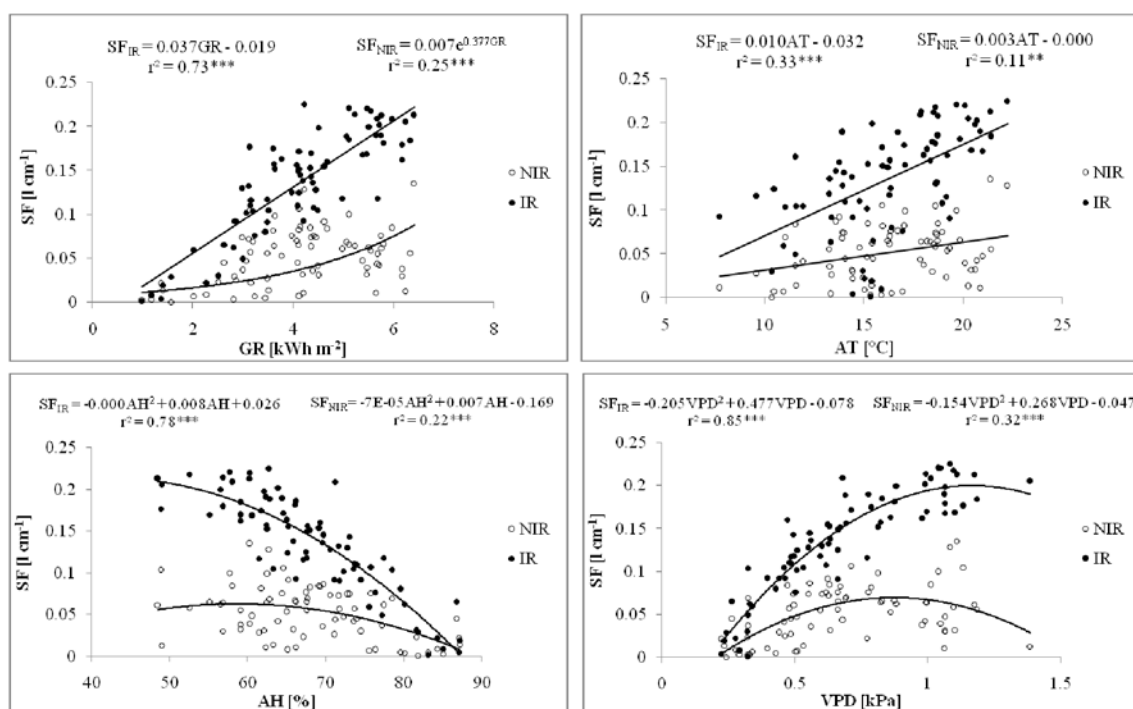 SF_IR = 0.037GR - 0.019 SF_NIR = 0.007e^0.377GR
r² = 0.73*** r² = 0.25***
0.25
0.2
0.15
0.1
0.05
0
SF [l cm⁻¹]
○ NIR
● IR
0 2 4 6 8
GR [kWh m⁻²]
SF_IR = 0.010AT - 0.032 SF_NIR = 0.003AT - 0.000
r² = 0.33*** r² = 0.11**
0.25
0.2
0.15
0.1
0.05
0
SF [l cm⁻¹]
○ NIR
● IR
5 10 15 20 25
AT [°C]
SF_IR = -0.000AH² + 0.008AH + 0.026 SF_NIR = -7E-05AH² + 0.007AH - 0.169
r² = 0.78*** r² = 0.22***
0.25
0.2
0.15
0.1
0.05
0
SF [l cm⁻¹]
○ NIR
● IR
40 50 60 70 80 90
AH [%]
SF_IR = -0.205VPD² + 0.477VPD - 0.078 SF_NIR = -0.154VPD² + 0.268VPD - 0.047
r² = 0.85*** r² = 0.32***
0.25
0.2
0.15
0.1
0.05
0
SF [l cm⁻¹]
○ NIR
● IR
0 0.5 1 1.5
VPD [kPa]